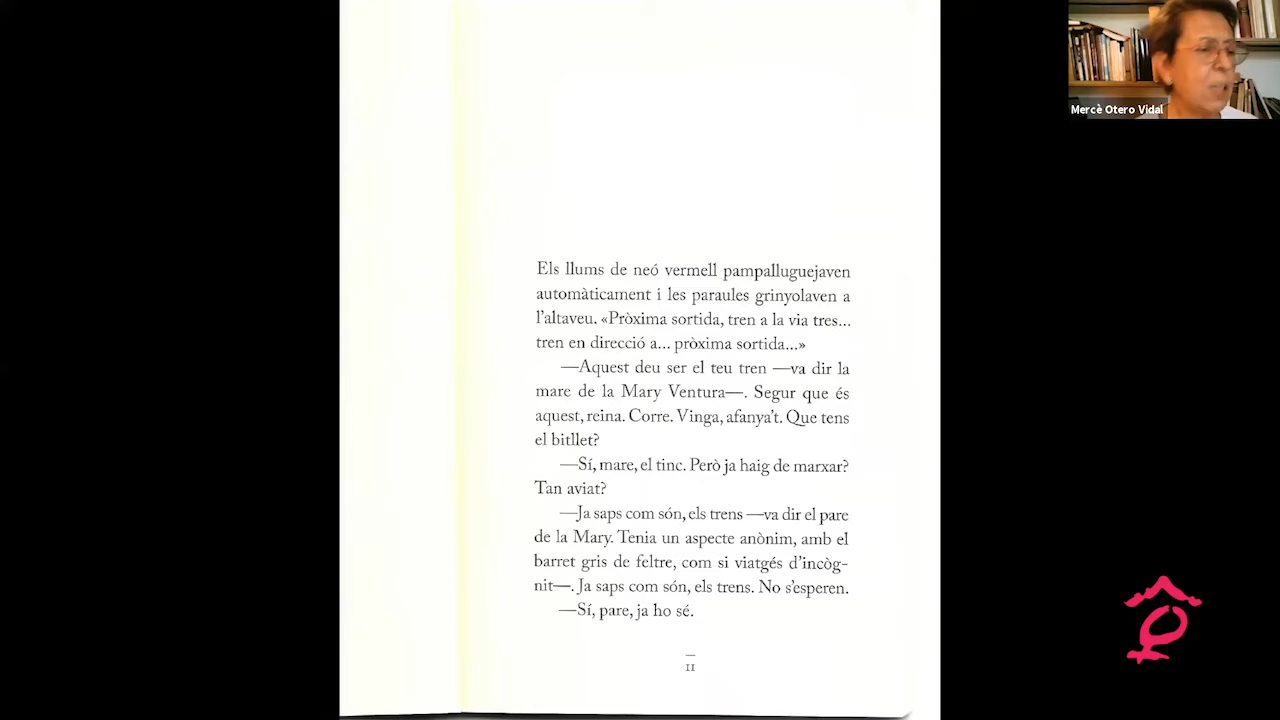 Mercè Otero Vidal
Els llums de neó vermell pampalluguejaven
automàticament i les paraules grinyolaven a
l'altaveu. «Pròxima sortida, tren a la via tres...
tren en direcció a... pròxima sortida...»
—Aquest deu ser el teu tren —va dir la
mare de la Mary Ventura—. Segur que és
aquest, reina. Corre. Vinga, afanya't. Que tens
el bitllet?
—Sí, mare, el tinc. Però ja haig de marxar?
Tan aviat?
—Ja saps com són, els trens —va dir el pare
de la Mary. Tenia un aspecte anònim, amb el
barret gris de feltre, com si viatgés d'incòg-
nit—. Ja saps com són, els trens. No s'esperen.
—Sí, pare, ja ho sé.
11